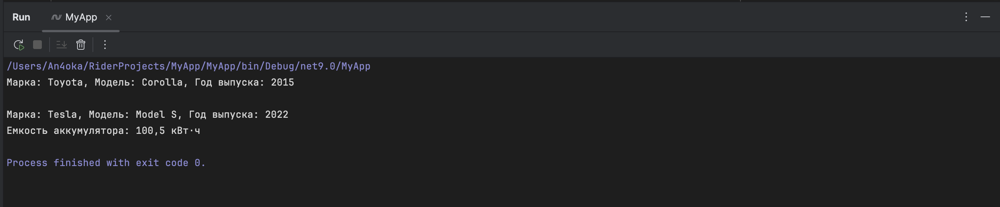 Run MyApp
/Users/An4oka/RiderProjects/MyApp/MyApp/bin/Debug/net9.0/MyApp
Марка: Toyota, Модель: Corolla, Год выпуска: 2015
Марка: Tesla, Модель: Model S, Год выпуска: 2022
Емкость аккумулятора: 100,5 кВт·ч
Process finished with exit code 0.